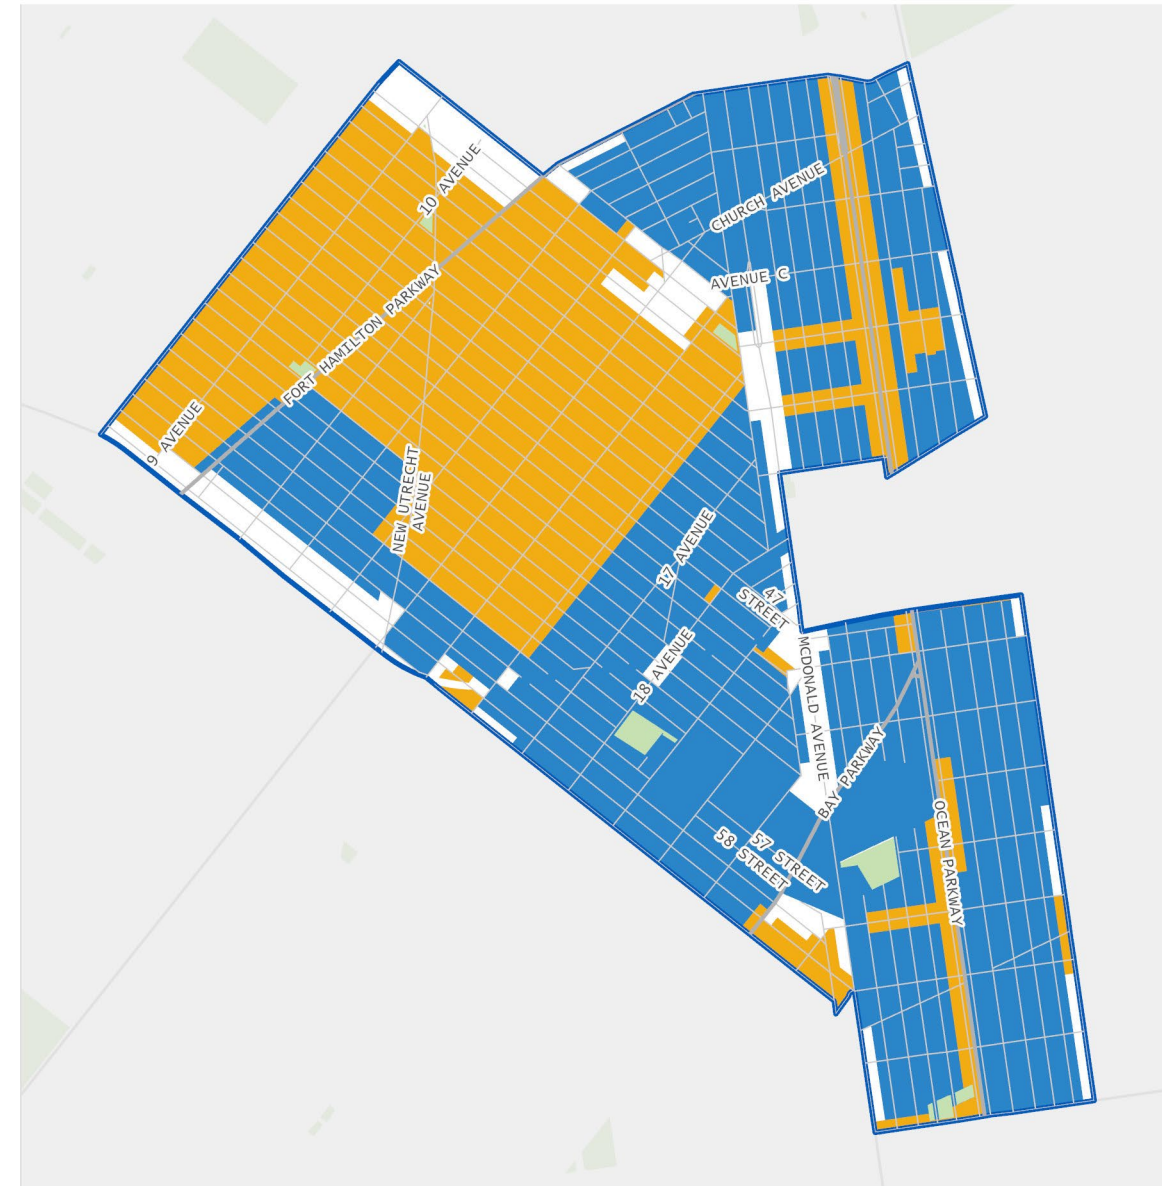 10 AVENUE
CHURCH AVENUE
AVENUE C
FORT HAMILTON PARKWAY
9 AVENUE
NEW UTRECHT
AVENUE
17 AVENUE
47
STREET
18 AVENUE
MCDONALD AVENUE
BAY PARKWAY
OCEAN PARKWAY
57 STREET
58 STREET